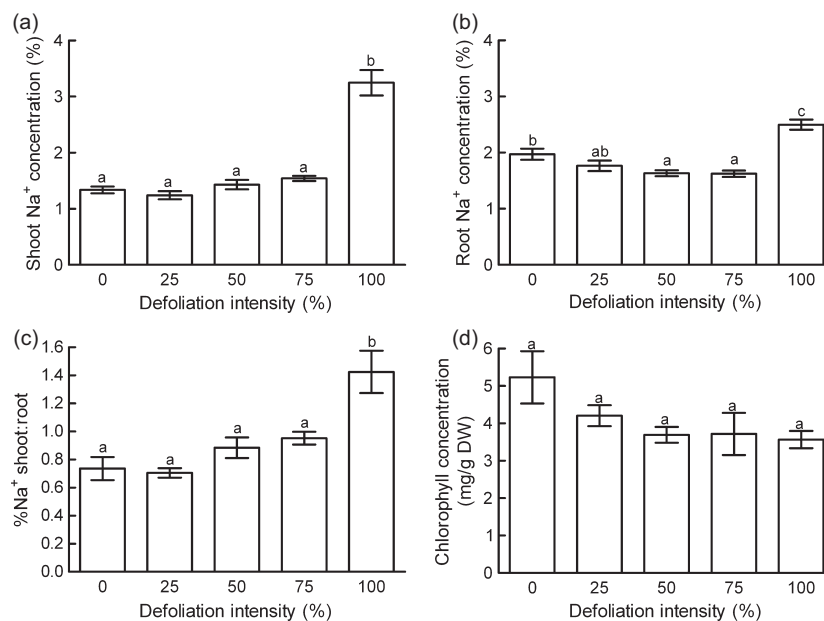 (a)
Shoot Na⁺ concentration (%)
4
3
2
1
0
a
a
a
a
b
0 25 50 75 100
Defoliation intensity (%)
(b)
Root Na⁺ concentration (%)
4
3
2
1
0
b
ab
a
a
c
0 25 50 75 100
Defoliation intensity (%)
(c)
%Na⁺ shoot:root
1.6
1.4
1.2
1.0
0.8
0.6
0.4
0.2
0.0
a
a
a
a
b
0 25 50 75 100
Defoliation intensity (%)
(d)
Chlorophyll concentration
(mg/g DW)
6
5
4
3
2
1
0
a
a
a
a
a
0 25 50 75 100
Defoliation intensity (%)